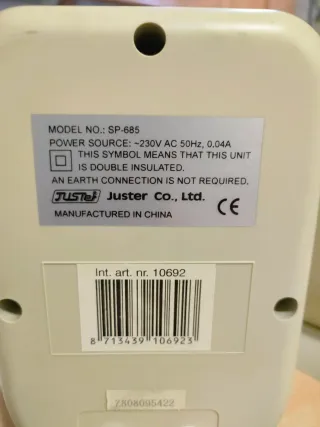 MODEL NO.: SP-685
POWER SOURCE: ~230V AC 50Hz, 0.04A
THIS SYMBOL MEANS THAT THIS UNIT
IS DOUBLE INSULATED.
AN EARTH CONNECTION IS NOT REQUIRED.
JUSTer Juster Co., Ltd.
MANUFACTURED IN CHINA CE
Int. art. nr. 10692
8 713439 106923
Z808095422